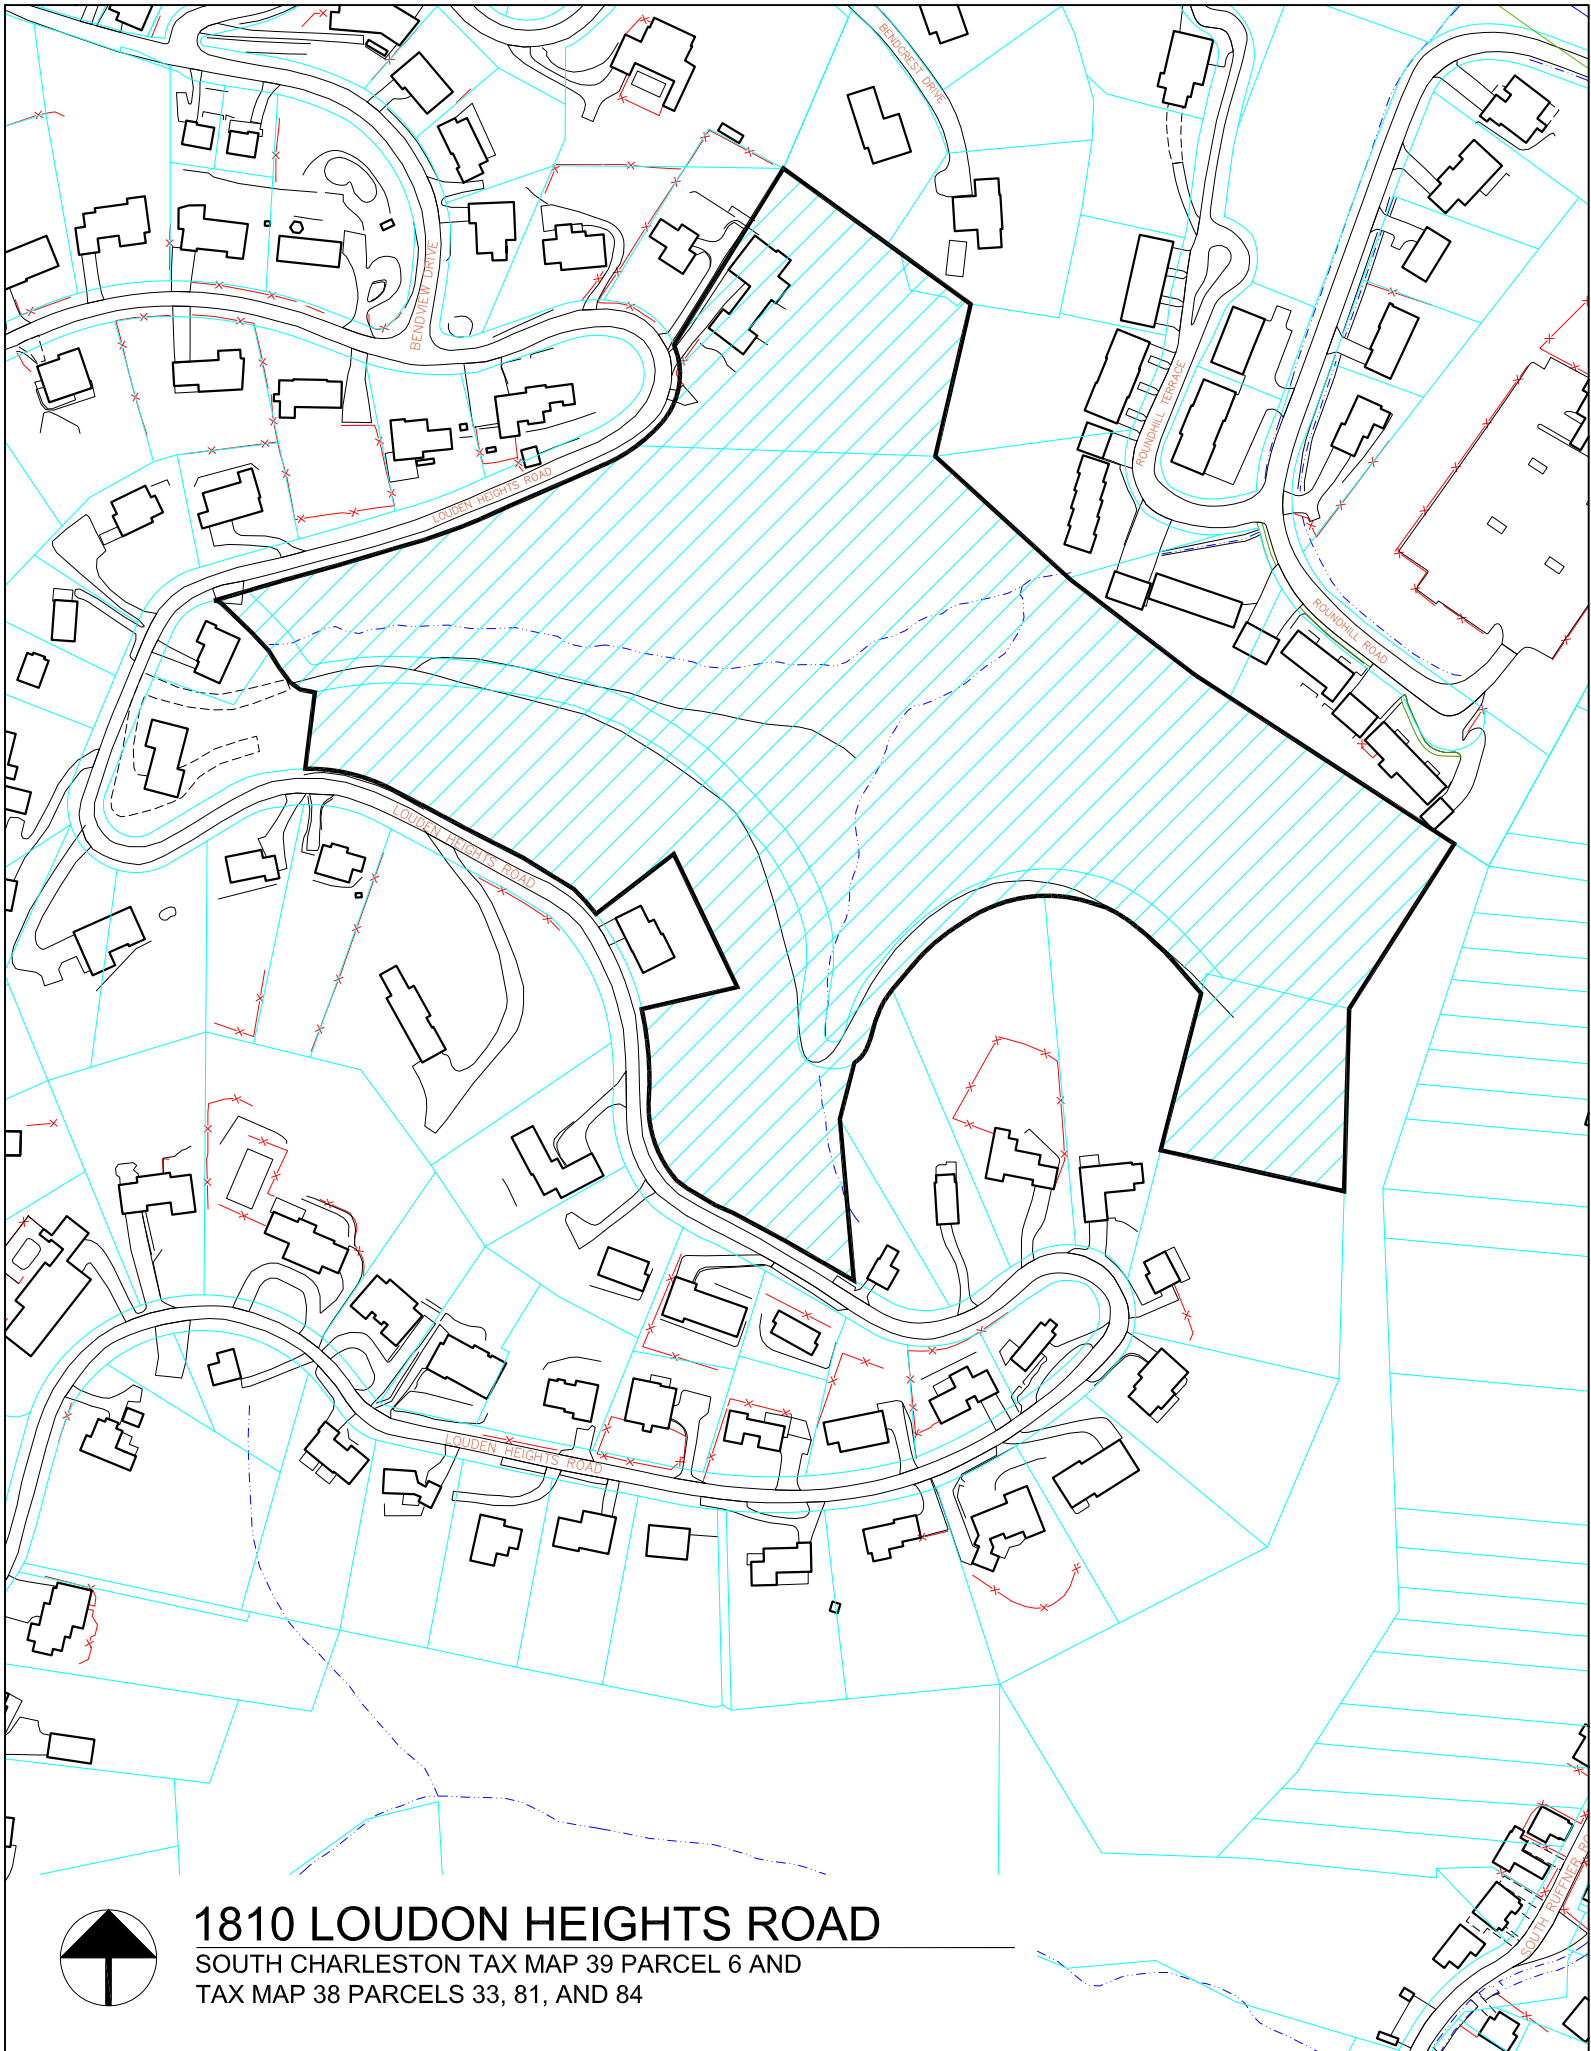 BENDCREST DRIVE
BENDVIEW DRIVE
ROUNDHILL TERRACE
LOUDEN HEIGHTS ROAD
ROUNDHILL ROAD
LOUDEN HEIGHTS ROAD
LOUDEN HEIGHTS ROAD
SOUTH RUFFNER RO
1810 LOUDON HEIGHTS ROAD
SOUTH CHARLESTON TAX MAP 39 PARCEL 6 AND
TAX MAP 38 PARCELS 33, 81, AND 84